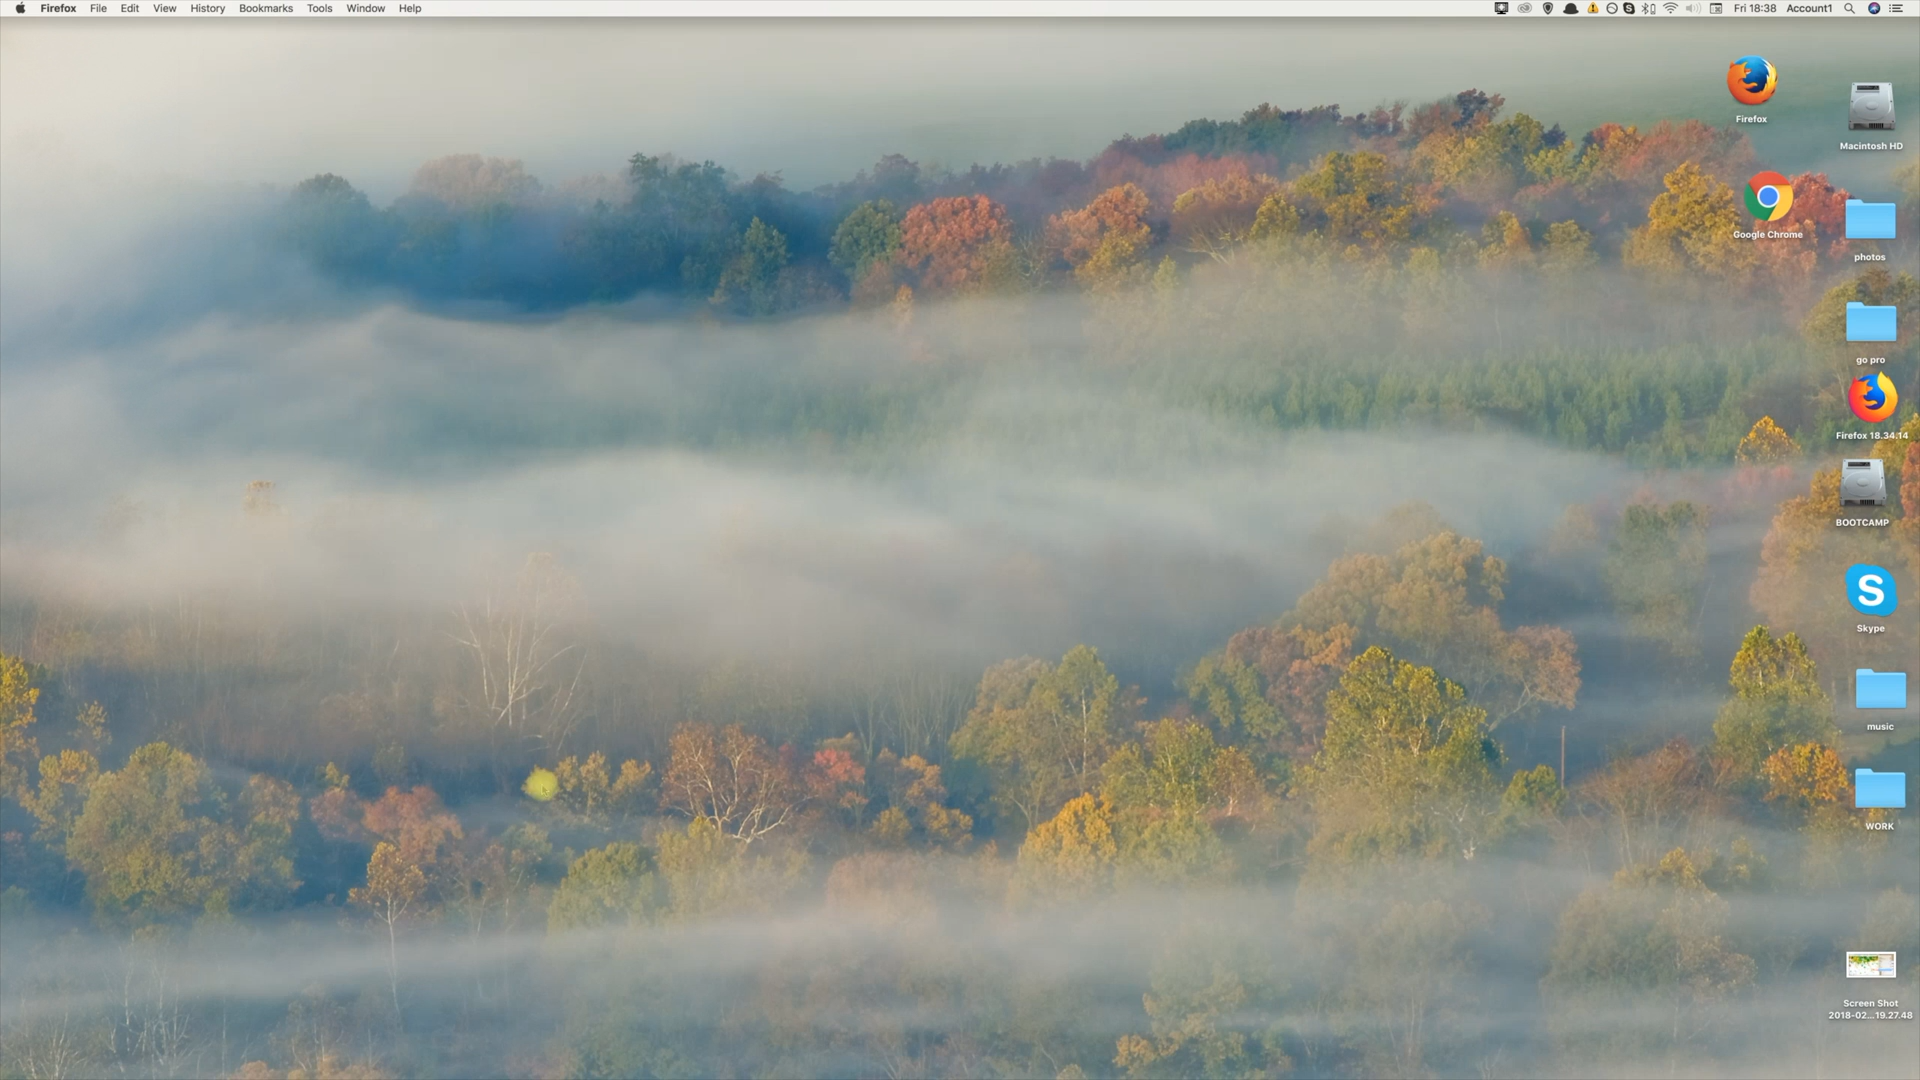 Firefox File Edit View History Bookmarks Tools Window Help
Fri 18:38 Account1
Firefox
Macintosh HD
Google Chrome
photos
go pro
Firefox 18.34.14
BOOTCAMP
S
Skype
music
WORK
Screen Shot
2018-02...19.27.48